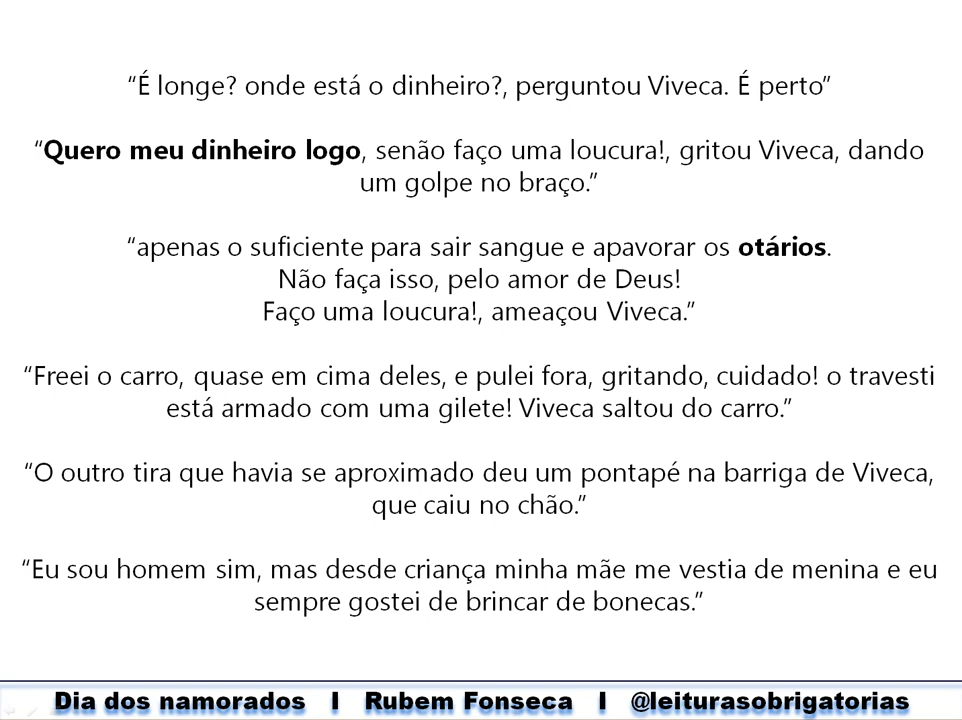 “É longe? onde está o dinheiro?, perguntou Viveca. É perto”
“Quero meu dinheiro logo, senão faço uma loucura!, gritou Viveca, dando
um golpe no braço.”
“apenas o suficiente para sair sangue e apavorar os otários.
Não faça isso, pelo amor de Deus!
Faço uma loucura!, ameaçou Viveca.”
“Freei o carro, quase em cima deles, e pulei fora, gritando, cuidado! o travesti
está armado com uma gilete! Viveca saltou do carro.”
“O outro tira que havia se aproximado deu um pontapé na barriga de Viveca,
que caiu no chão.”
“Eu sou homem sim, mas desde criança minha mãe me vestia de menina e eu
sempre gostei de brincar de bonecas.”
Dia dos namorados I Rubem Fonseca I @leiturasobrigatorias